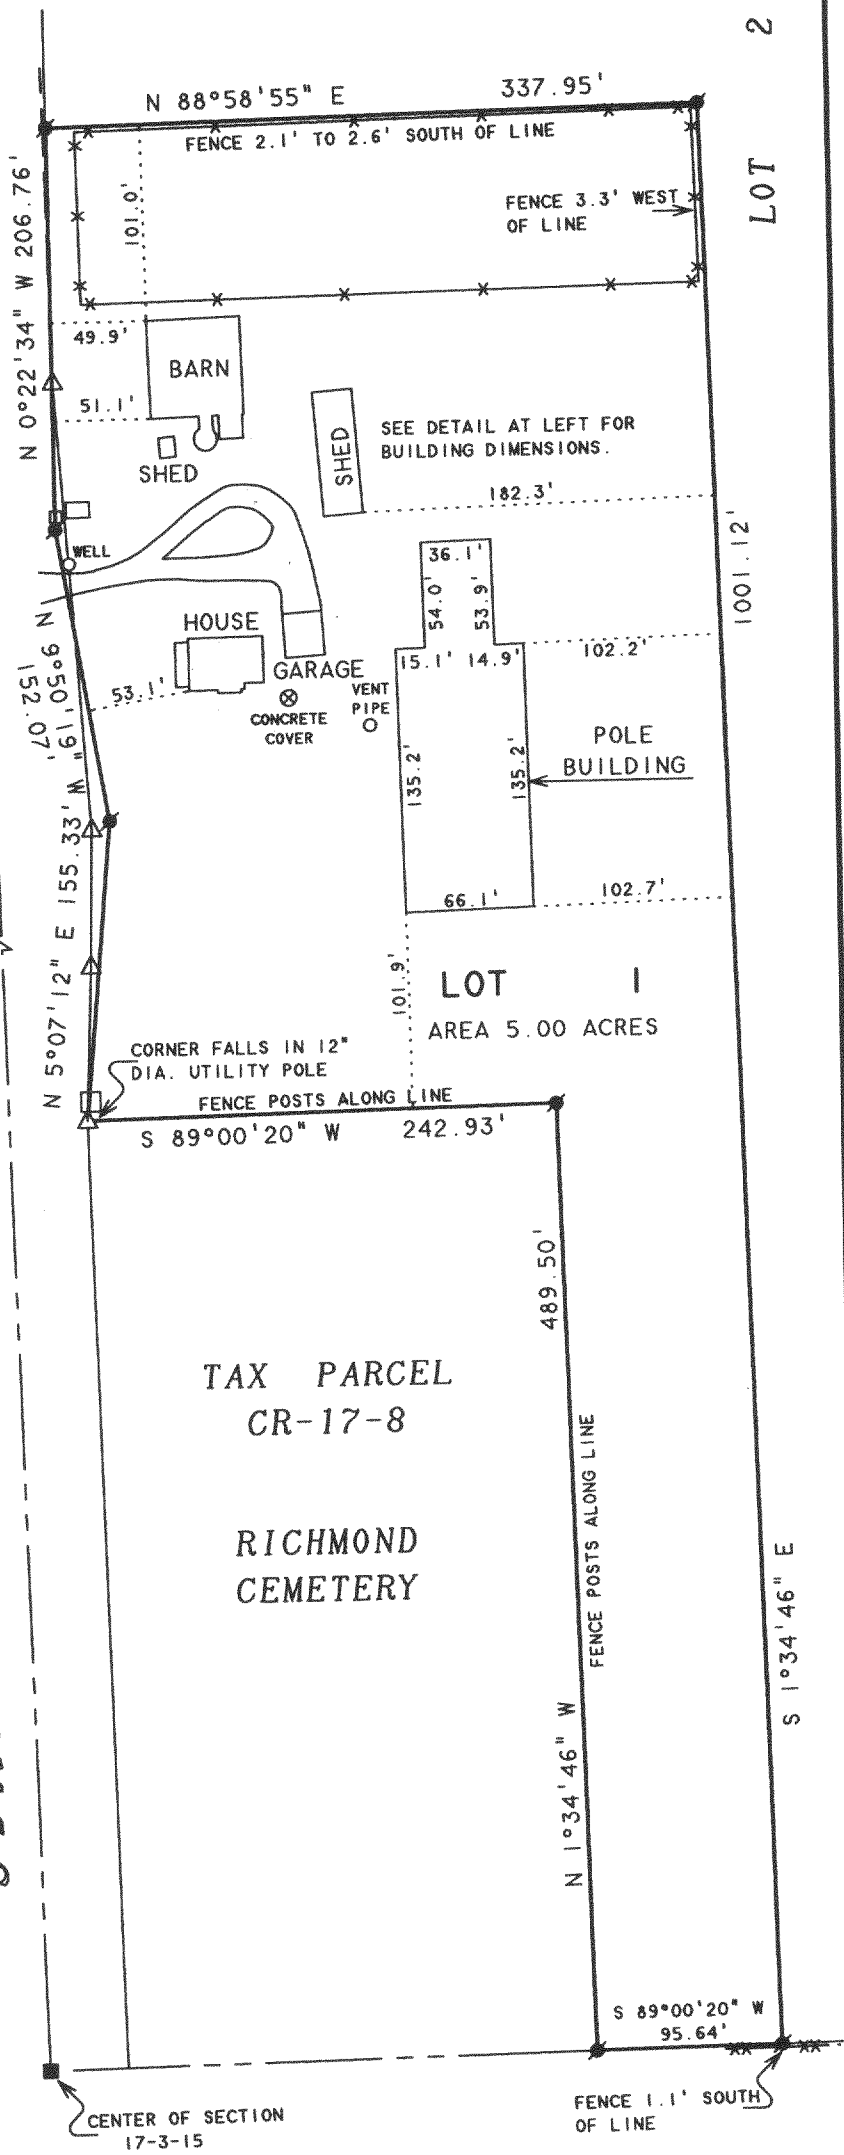 2
LOT
N 88°58'55" E 337.95'
FENCE 2.1' TO 2.6' SOUTH OF LINE
N 0°22'34" W 206.76'
101.0'
FENCE 3.3' WEST
OF LINE
49.9'
BARN
51.1'
SHED
SHED
SEE DETAIL AT LEFT FOR
BUILDING DIMENSIONS.
182.3'
1001.12'
WELL
36.1'
54.0'
53.9'
HOUSE
GARAGE
15.1' 14.9'
102.2'
53.1'
CONCRETE
COVER
VENT
PIPE
N 9°50'19" W
152.07'
POLE
BUILDING
135.2'
135.2'
66.1'
102.7'
N 5°07'12" E 155.33'
101.9'
LOT 1
AREA 5.00 ACRES
CORNER FALLS IN 12"
DIA. UTILITY POLE
FENCE POSTS ALONG LINE
S 89°00'20" W 242.93'
489.50'
TAX PARCEL
CR-17-8
RICHMOND
CEMETERY
FENCE POSTS ALONG LINE
N 1°34'46" W
S 1°34'46" E
S 89°00'20" W
95.64'
CENTER OF SECTION
17-3-15
FENCE 1.1' SOUTH
OF LINE